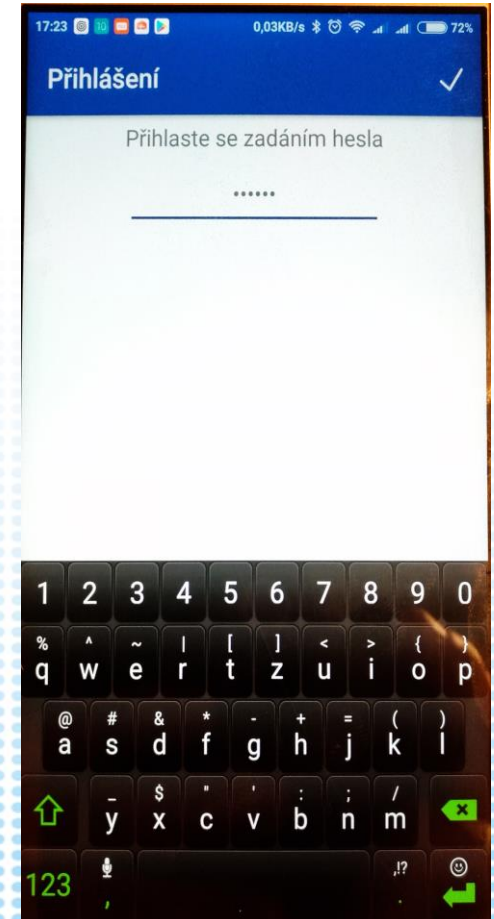 17:23 0,03KB/s 72%
Přihlášení
Přihlaste se zadáním hesla
••••••
1 2 3 4 5 6 7 8 9 0
% ^ ~ | [ ] < > { }
q w e r t z u i o p
@ # & * - + = ( )
a s d f g h j k l
_ $ " ' : ; /
y x c v b n m
123 , ,!? .